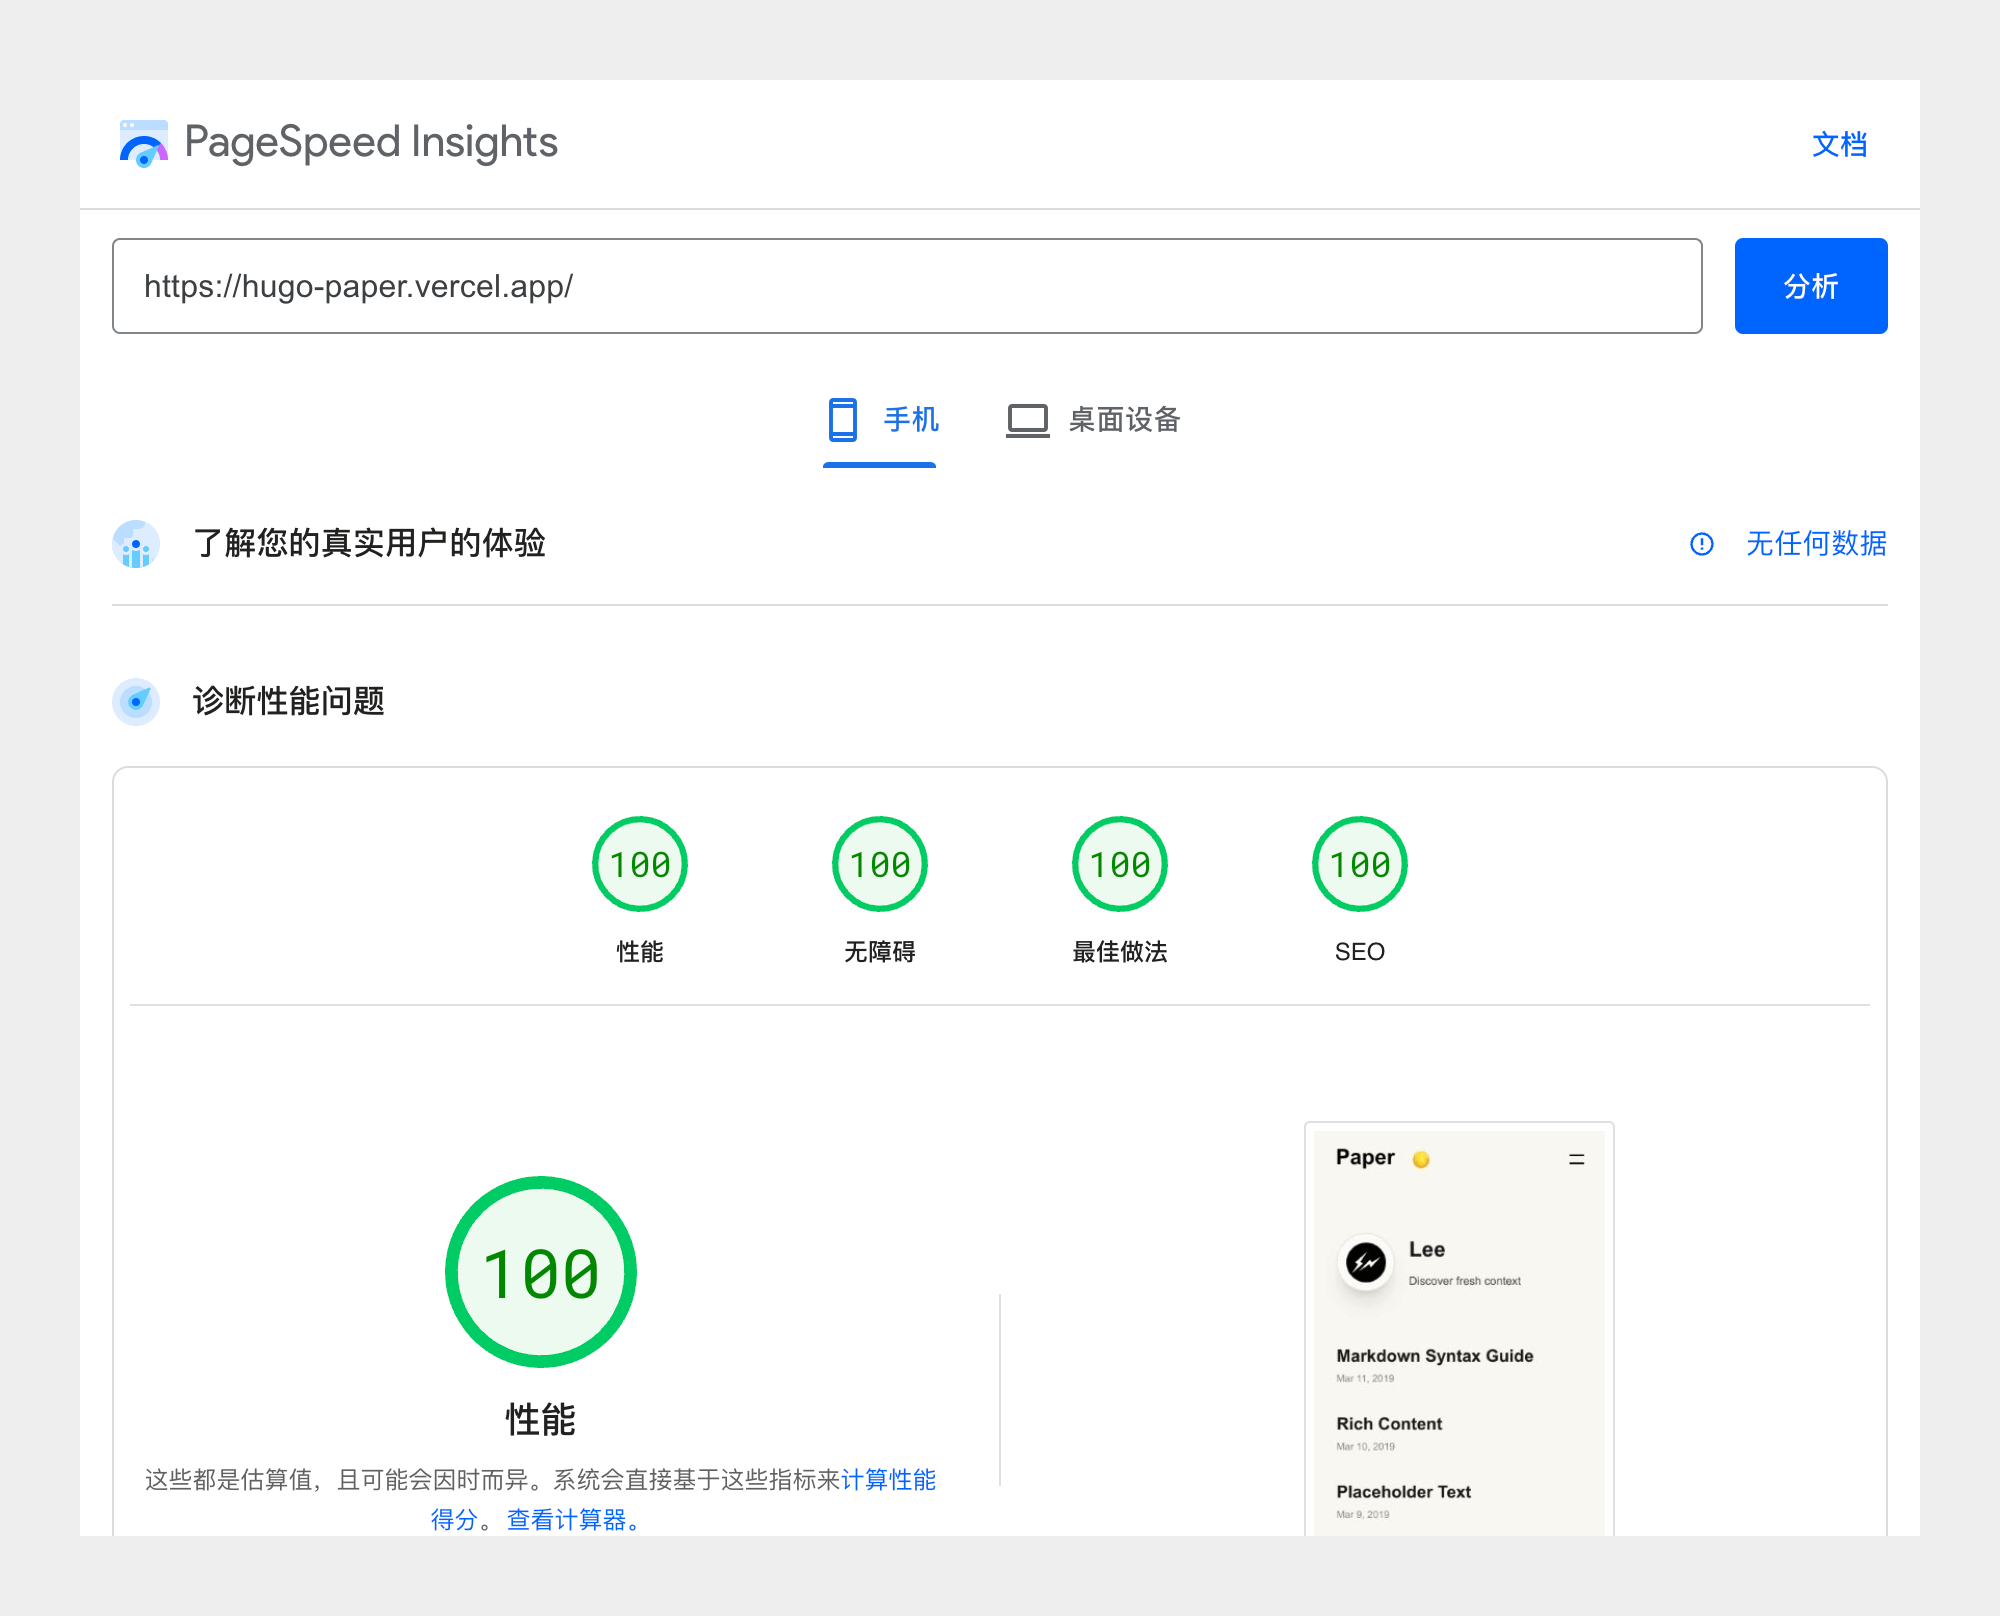 PageSpeed Insights
文档
https://hugo-paper.vercel.app/
分析
手机
桌面设备
了解您的真实用户的体验
无任何数据
诊断性能问题
100
100
100
100
性能
无障碍
最佳做法
SEO
100
性能
这些都是估算值，且可能会因时而异。系统会直接基于这些指标来计算性能
得分。 查看计算器。
Paper
Lee
Discover fresh context
Markdown Syntax Guide
Mar 11, 2019
Rich Content
Mar 10, 2019
Placeholder Text
Mar 9, 2019